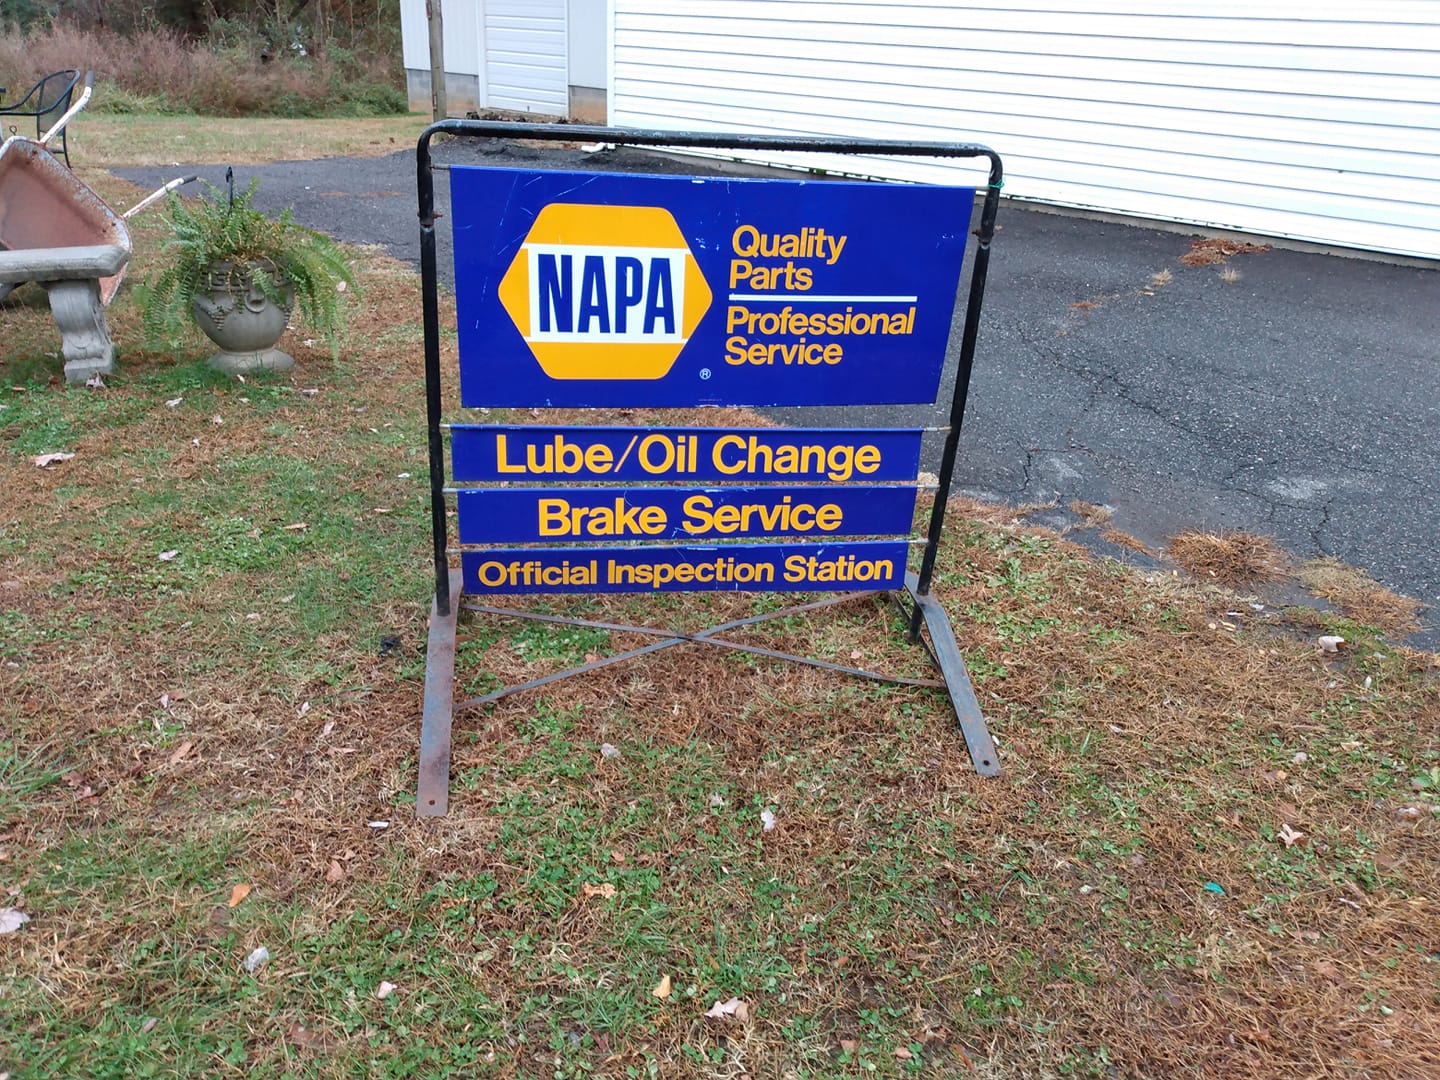 NAPA
®
Quality
Parts
Professional
Service
Lube/Oil Change
Brake Service
Official Inspection Station